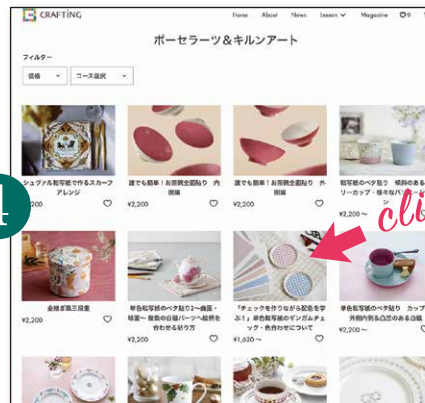 CRAFTING
Home About News Lesson Magazine 0
ポーセラーツ＆キルンアート
フィルター
価格 コース選択
シュヴァル転写紙で作るスカーフ
アレンジ
,200
誰でも簡単！お茶碗全面貼り 内
側編
¥2,200
誰でも簡単！お茶碗全面貼り 外
側編
¥2,200
転写紙のベタ貼り 傾斜のある
リーカップ・様々な
ン
¥2,200～
4
click
金描き風三段重
¥2,200
単色転写紙のベタ貼り2～曲面・
球面～ 複数の白磁パーツへ絵柄を
合わせる貼り方
¥2,200
「チェックを作りながら配色を学
ぶ！」単色転写紙のギンガムチェ
ック・色合わせについて
¥1,620～
単色転写紙のベタ貼り カップ
外側内側&凸凹のある白磁
¥2,200～